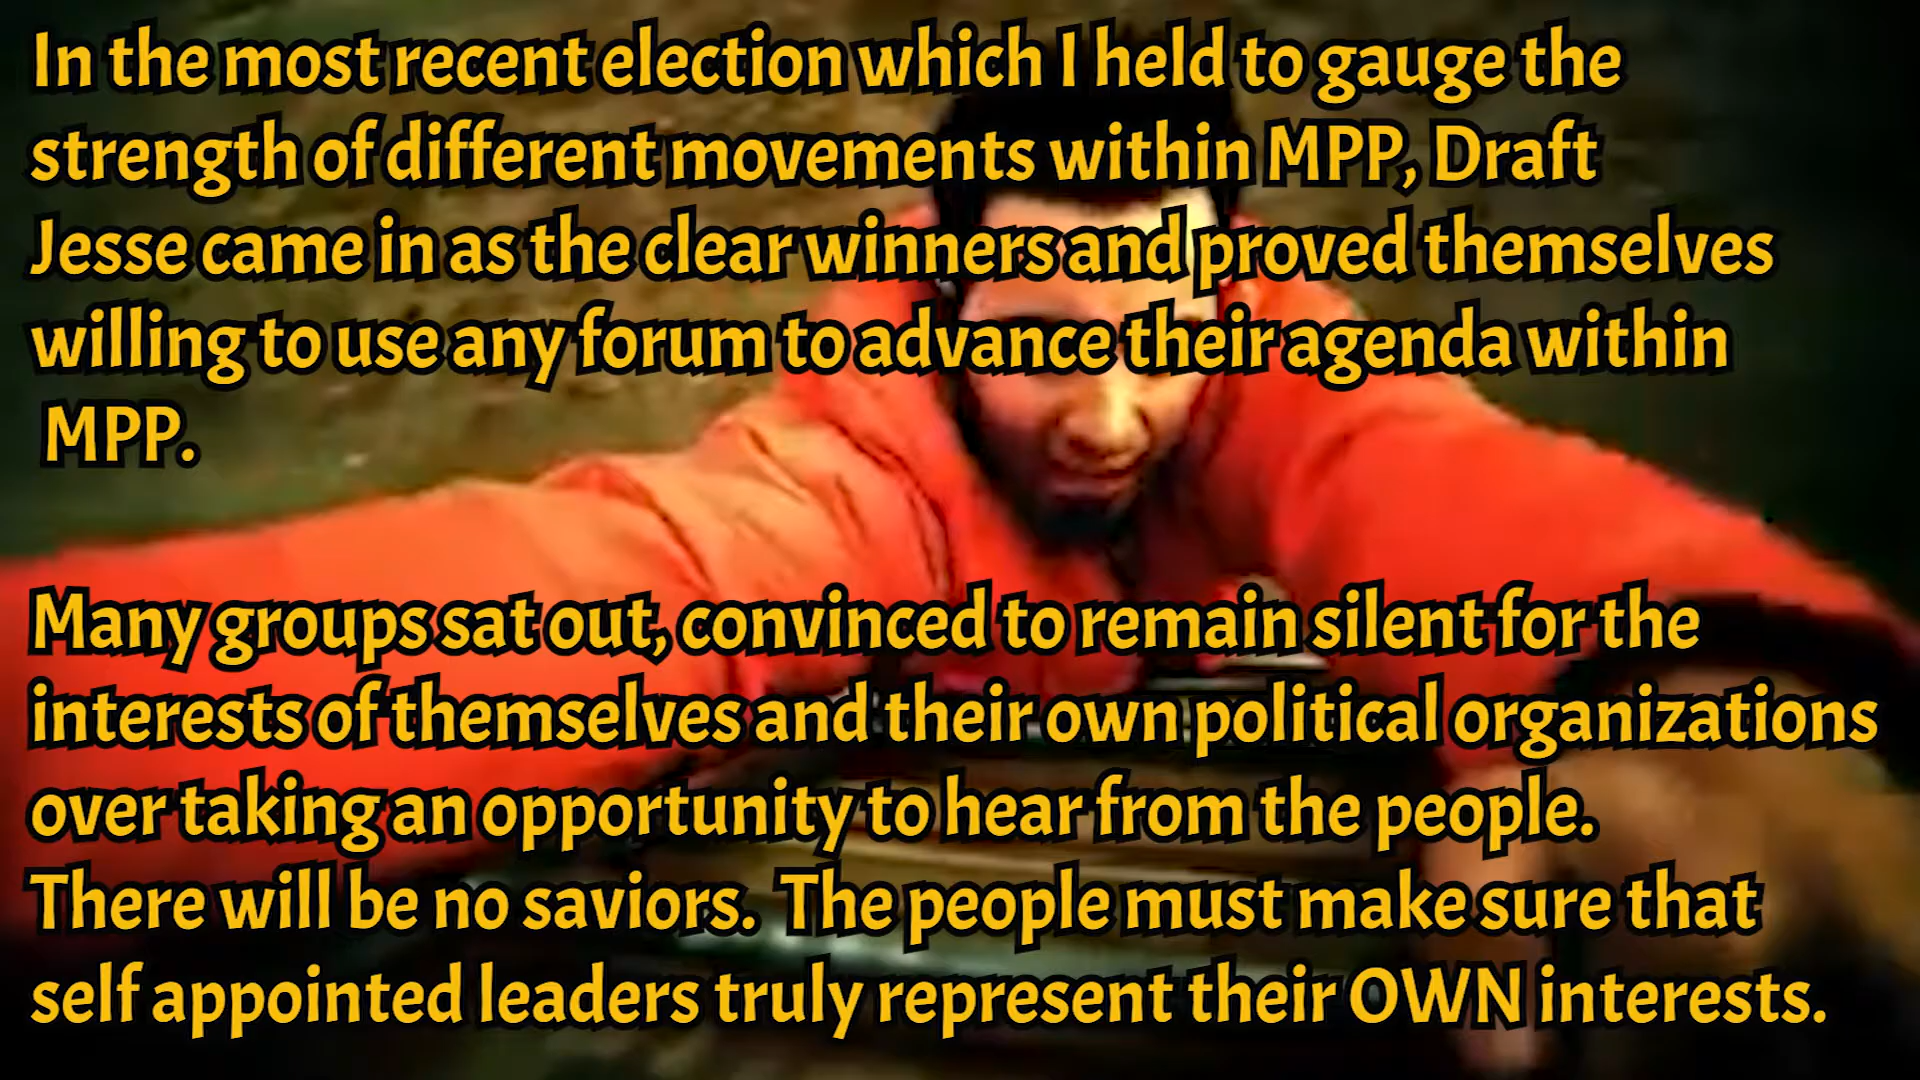 In the most recent election which I held to gauge the
strength of different movements within MPP, Draft
Jesse came in as the clear winners and proved themselves
willing to use any forum to advance their agenda within
MPP.
Many groups sat out, convinced to remain silent for the
interests of themselves and their own political organizations
over taking an opportunity to hear from the people.
There will be no saviors. The people must make sure that
self appointed leaders truly represent their OWN interests.